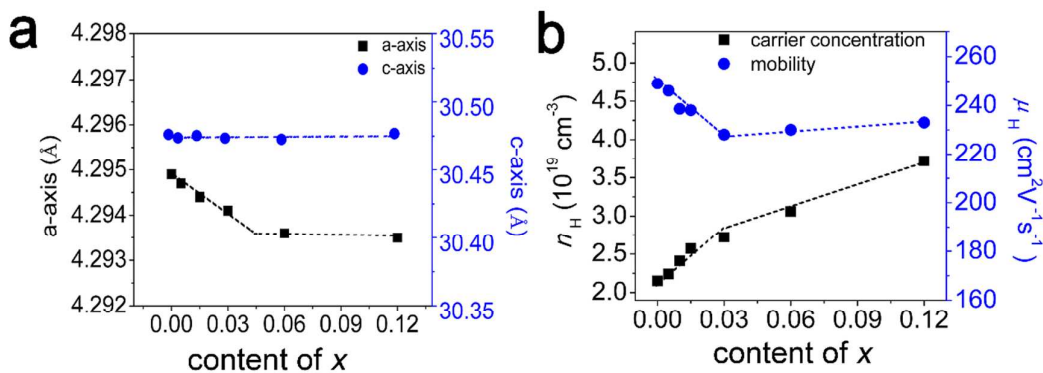 a
4.298
4.297
4.296
4.295
4.294
4.293
4.292
a-axis (Å)
a-axis
c-axis
30.55
30.50
30.45
30.40
30.35
c-axis (Å)
0.00 0.03 0.06 0.09 0.12
content of x
b
5.0
4.5
4.0
3.5
3.0
2.5
2.0
n_H (10^19 cm^-3)
carrier concentration
mobility
260
240
220
200
180
160
μ_H (cm^2V^-1s^-1)
0.00 0.03 0.06 0.09 0.12
content of x